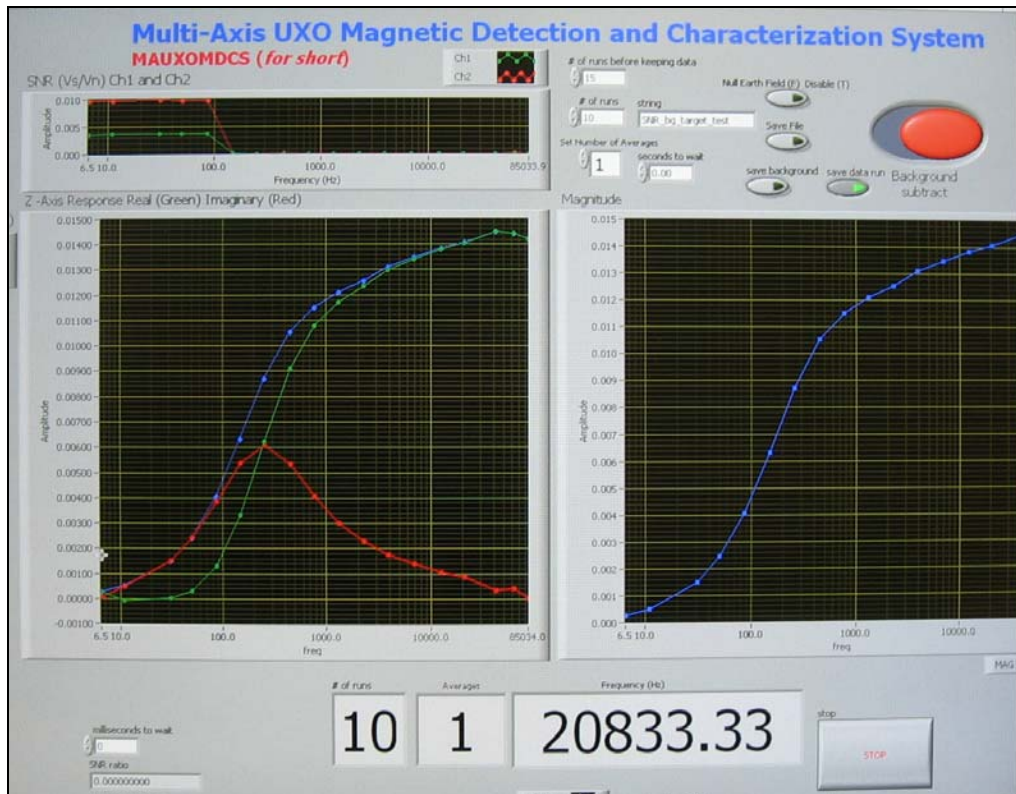 Multi-Axis UXO Magnetic Detection and Characterization System
MAUXOMDCS (for short)
SNR (Vs/Vn) Ch1 and Ch2
Ch1
Ch2
Amplitude
0.010
0.005
0.000
6.5 10.0 100.0 1000.0 10000.0 85033.9
Frequency (Hz)
# of runs before keeping data
15
# of runs
10
string
SNR_bg_target_test
Set Number of Averages
1
seconds to wait
0.00
Null Earth Field (F) Disable (T)
Save File
save background
save data run
Background
subtract
Z -Axis Response Real (Green) Imaginary (Red)
Amplitude
0.01500
0.01400
0.01300
0.01200
0.01100
0.01000
0.00900
0.00800
0.00700
0.00600
0.00500
0.00400
0.00300
0.00200
0.00100
0.00000
-0.00100
6.5 10.0 100.0 1000.0 10000.0 85034.0
freq
Magnitude
Amplitude
0.015
0.014
0.013
0.012
0.011
0.010
0.009
0.008
0.007
0.006
0.005
0.004
0.003
0.002
0.001
0.000
6.5 10.0 100.0 1000.0 10000.0
freq
MAG
# of runs
10
Averages
1
Frequency (Hz)
20833.33
stop
STOP
milliseconds to wait
0
SNR ratio
0.000000000